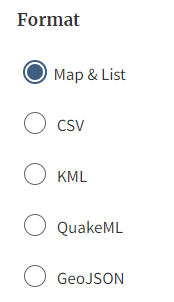 Format
Map & List
CSV
KML
QuakeML
GeoJSON